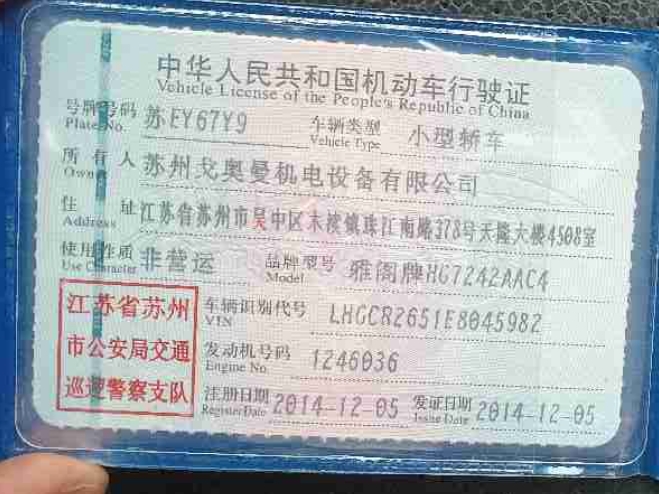 中华人民共和国机动车行驶证
Vehicle License of the People's Republic of China
号牌号码 苏EY67Y9 车辆类型 小型轿车
Plate No. Vehicle Type
所有人 苏州戈奥曼机电设备有限公司
Owner
住址 江苏省苏州市吴中区木渎镇珠江南路378号天隆大楼4508室
Address
使用性质 非营运 品牌型号 雅阁牌HG7242AAC4
Use Character Model
江苏省苏州
市公安局交通
巡逻警察支队
车辆识别代号 LHGCR2651E8045982
VIN
发动机号码 1246036
Engine No.
注册日期 2014-12-05 发证日期 2014-12-05
Register Date Issue Date